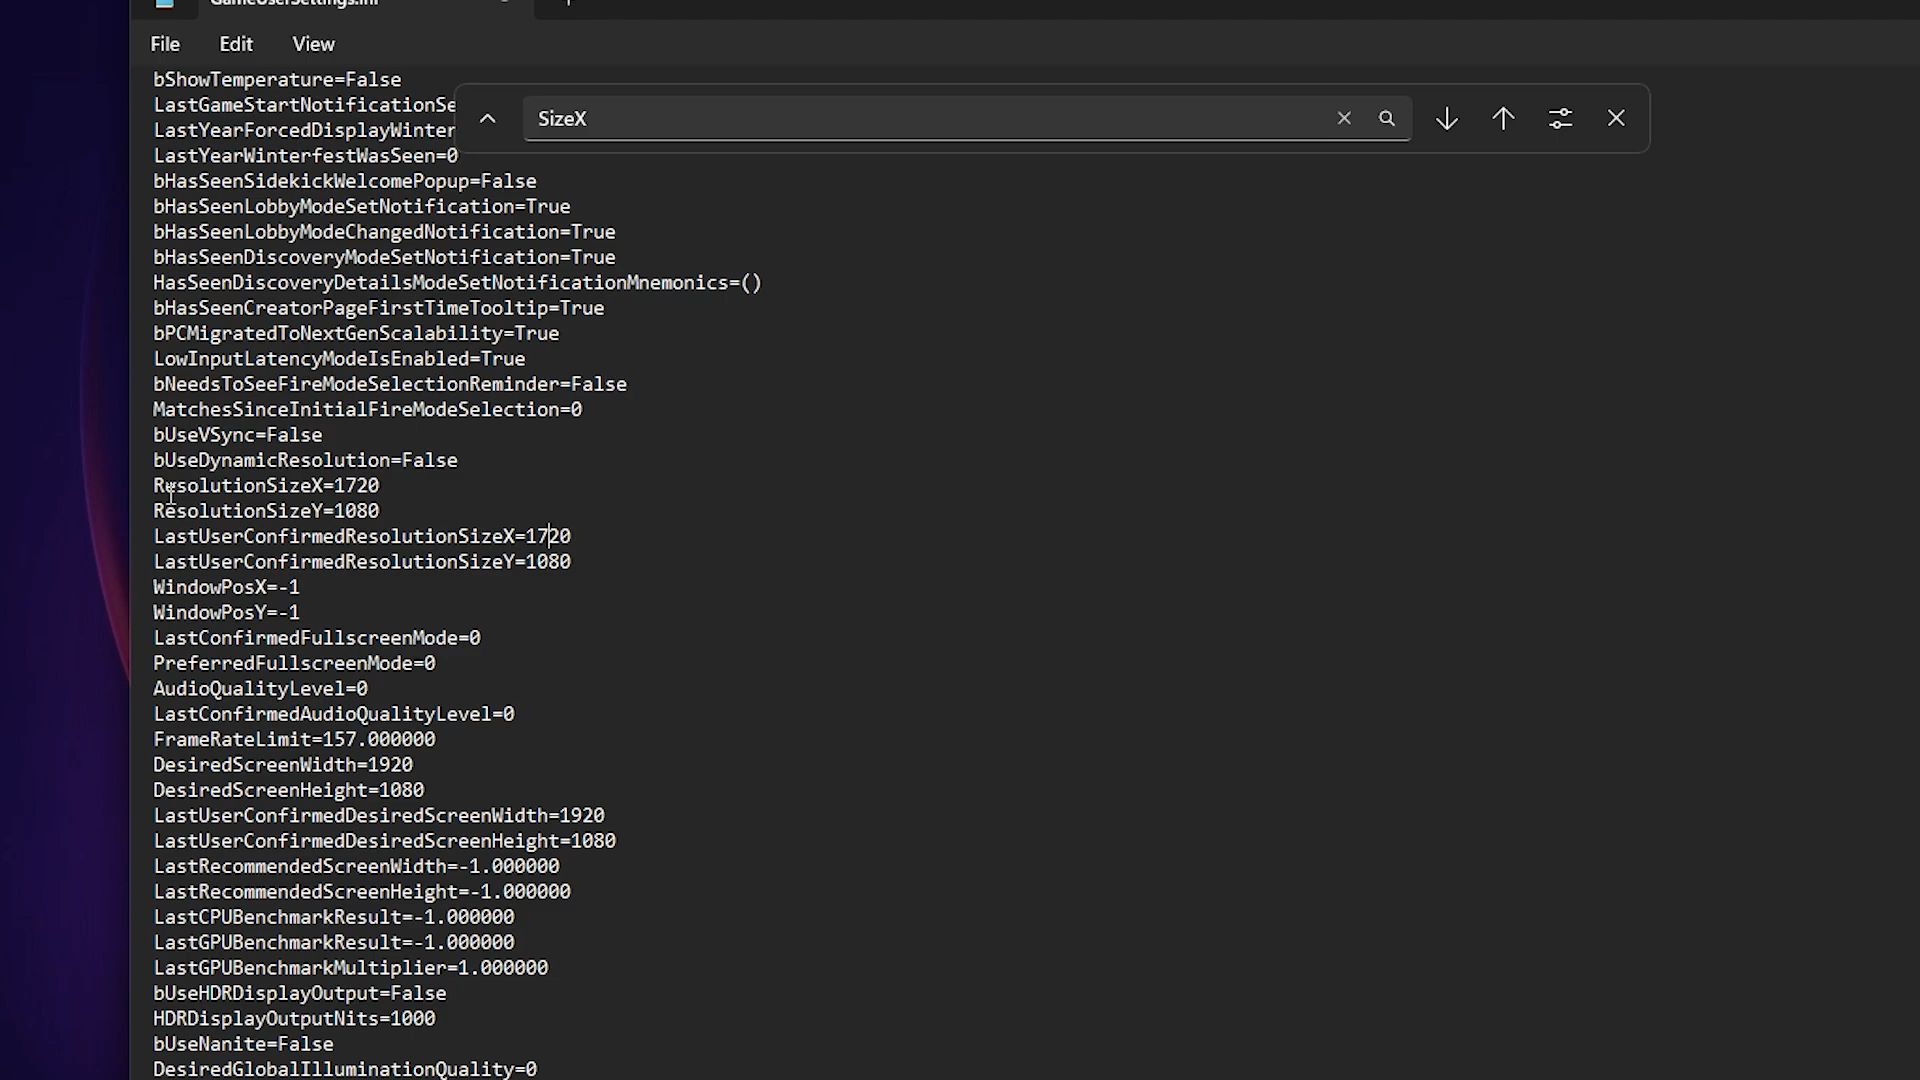 GameUserSettings.ini
File Edit View
bShowTemperature=False
SizeX
LastGameStartNotificationSe
LastYearForcedDisplayWinter
LastYearWinterfestWasSeen=0
bHasSeenSidekickWelcomePopup=False
bHasSeenLobbyModeSetNotification=True
bHasSeenLobbyModeChangedNotification=True
bHasSeenDiscoveryModeSetNotification=True
HasSeenDiscoveryDetailsModeSetNotificationMnemonics=()
bHasSeenCreatorPageFirstTimeTooltip=True
bPCMigratedToNextGenScalability=True
LowInputLatencyModeIsEnabled=True
bNeedsToSeeFireModeSelectionReminder=False
MatchesSinceInitialFireModeSelection=0
bUseVSync=False
bUseDynamicResolution=False
ResolutionSizeX=1720
ResolutionSizeY=1080
LastUserConfirmedResolutionSizeX=1720
LastUserConfirmedResolutionSizeY=1080
WindowPosX=-1
WindowPosY=-1
LastConfirmedFullscreenMode=0
PreferredFullscreenMode=0
AudioQualityLevel=0
LastConfirmedAudioQualityLevel=0
FrameRateLimit=157.000000
DesiredScreenWidth=1920
DesiredScreenHeight=1080
LastUserConfirmedDesiredScreenWidth=1920
LastUserConfirmedDesiredScreenHeight=1080
LastRecommendedScreenWidth=-1.000000
LastRecommendedScreenHeight=-1.000000
LastCPUBenchmarkResult=-1.000000
LastGPUBenchmarkResult=-1.000000
LastGPUBenchmarkMultiplier=1.000000
bUseHDRDisplayOutput=False
HDRDisplayOutputNits=1000
bUseNanite=False
DesiredGlobalIlluminationQuality=0